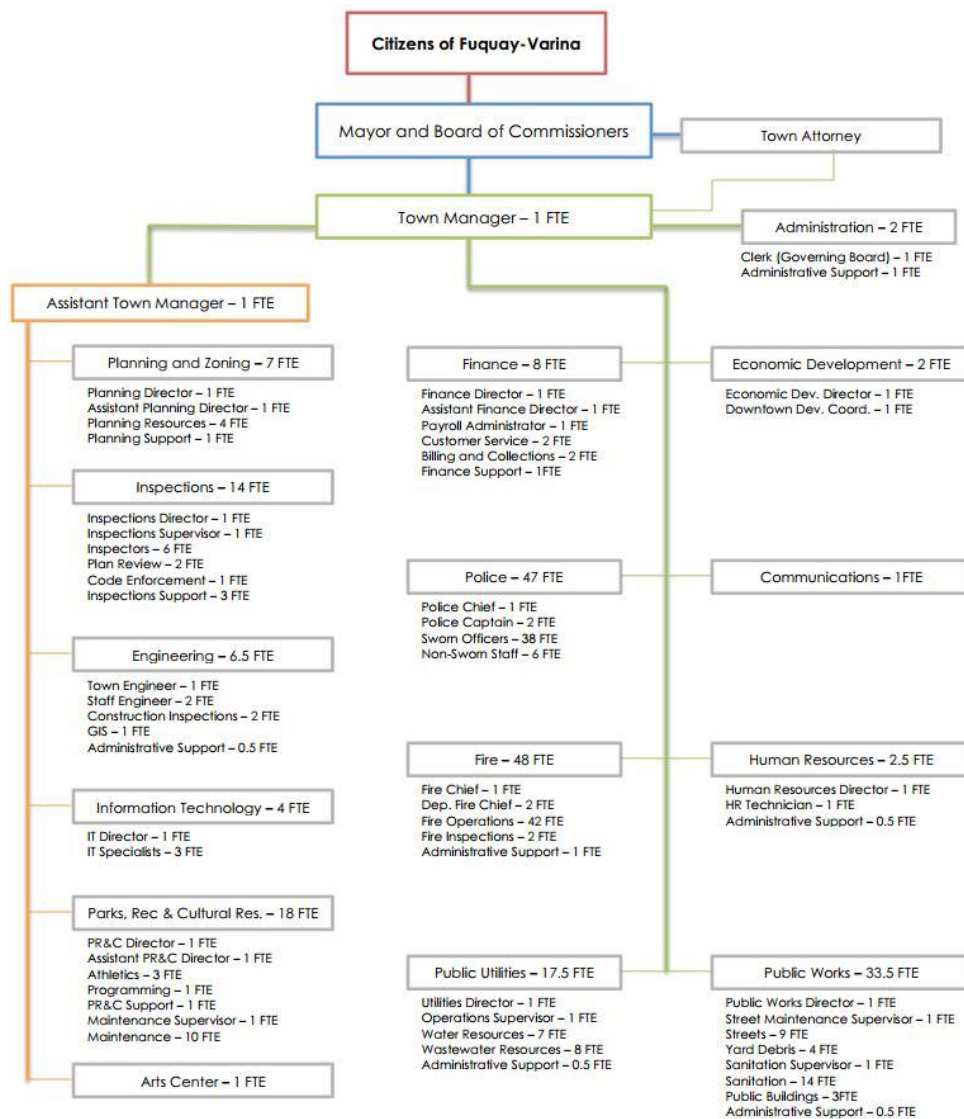 Citizens of Fuquay-Varina
Mayor and Board of Commissioners
Town Attorney
Town Manager – 1 FTE
Administration – 2 FTE
Clerk (Governing Board) – 1 FTE
Administrative Support – 1 FTE
Assistant Town Manager – 1 FTE
Planning and Zoning – 7 FTE
Planning Director – 1 FTE
Assistant Planning Director – 1 FTE
Planning Resources – 4 FTE
Planning Support – 1 FTE
Inspections – 14 FTE
Inspections Director – 1 FTE
Inspections Supervisor – 1 FTE
Inspectors – 6 FTE
Plan Review – 2 FTE
Code Enforcement – 1 FTE
Inspections Support – 3 FTE
Engineering – 6.5 FTE
Town Engineer – 1 FTE
Staff Engineer – 2 FTE
Construction Inspections – 2 FTE
GIS – 1 FTE
Administrative Support – 0.5 FTE
Information Technology – 4 FTE
IT Director – 1 FTE
IT Specialists – 3 FTE
Parks, Rec & Cultural Res. – 18 FTE
PR&C Director – 1 FTE
Assistant PR&C Director – 1 FTE
Athletics – 3 FTE
Programming – 1 FTE
PR&C Support – 1 FTE
Maintenance Supervisor – 1 FTE
Maintenance – 10 FTE
Arts Center – 1 FTE
Finance – 8 FTE
Finance Director – 1 FTE
Assistant Finance Director – 1 FTE
Payroll Administrator – 1 FTE
Customer Service – 2 FTE
Billing and Collections – 2 FTE
Finance Support – 1FTE
Police – 47 FTE
Police Chief – 1 FTE
Police Captain – 2 FTE
Sworn Officers – 38 FTE
Non-Sworn Staff – 6 FTE
Fire – 48 FTE
Fire Chief – 1 FTE
Dep. Fire Chief – 2 FTE
Fire Operations – 42 FTE
Fire Inspections – 2 FTE
Administrative Support – 1 FTE
Public Utilities – 17.5 FTE
Utilities Director – 1 FTE
Operations Supervisor – 1 FTE
Water Resources – 7 FTE
Wastewater Resources – 8 FTE
Administrative Support – 0.5 FTE
Economic Development – 2 FTE
Economic Dev. Director – 1 FTE
Downtown Dev. Coord. – 1 FTE
Communications – 1FTE
Human Resources – 2.5 FTE
Human Resources Director – 1 FTE
HR Technician – 1 FTE
Administrative Support – 0.5 FTE
Public Works – 33.5 FTE
Public Works Director – 1 FTE
Street Maintenance Supervisor – 1 FTE
Streets – 9 FTE
Yard Debris – 4 FTE
Sanitation Supervisor – 1 FTE
Sanitation – 14 FTE
Public Buildings – 3FTE
Administrative Support – 0.5 FTE